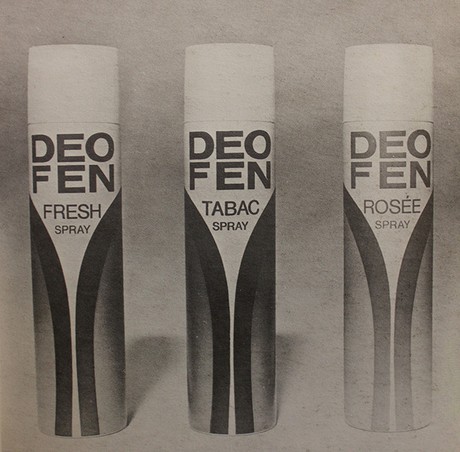 DEO
FEN
FRESH
SPRAY
DEO
FEN
TABAC
SPRAY
DEO
FEN
ROSÉE
SPRAY